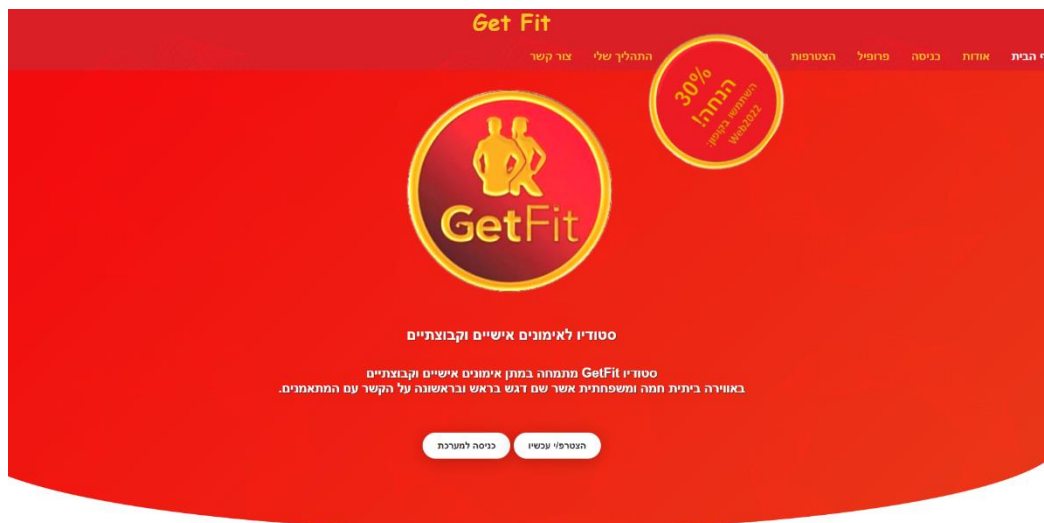 Get Fit
ף הבית אודות כניסה פרופיל הצטרפות התהליך שלי צור קשר
30%
הנחה!
השתמשו בקופון:
Web2022
GetFit
סטודיו לאימונים אישיים וקבוצתיים
סטודיו GetFit מתמחה במתן אימונים אישיים וקבוצתיים
באווירה ביתית חמה ומשפחתית אשר שם דגש בראש ובראשונה על הקשר עם המתאמנים.
הצטרפ/י עכשיו
כניסה למערכת